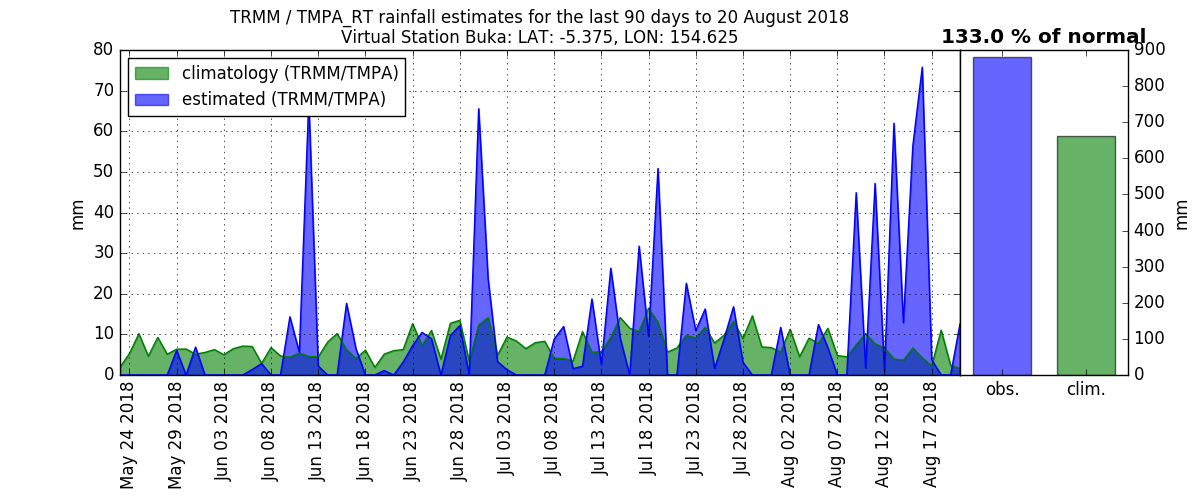 TRMM / TMPA_RT rainfall estimates for the last 90 days to 20 August 2018
Virtual Station Buka: LAT: -5.375, LON: 154.625
133.0 % of normal
climatology (TRMM/TMPA)
estimated (TRMM/TMPA)
mm
80
70
60
50
40
30
20
10
0
May 24 2018
May 29 2018
Jun 03 2018
Jun 08 2018
Jun 13 2018
Jun 18 2018
Jun 23 2018
Jun 28 2018
Jul 03 2018
Jul 08 2018
Jul 13 2018
Jul 18 2018
Jul 23 2018
Jul 28 2018
Aug 02 2018
Aug 07 2018
Aug 12 2018
Aug 17 2018
obs.
clim.
900
800
700
600
500
400
300
200
100
0
mm